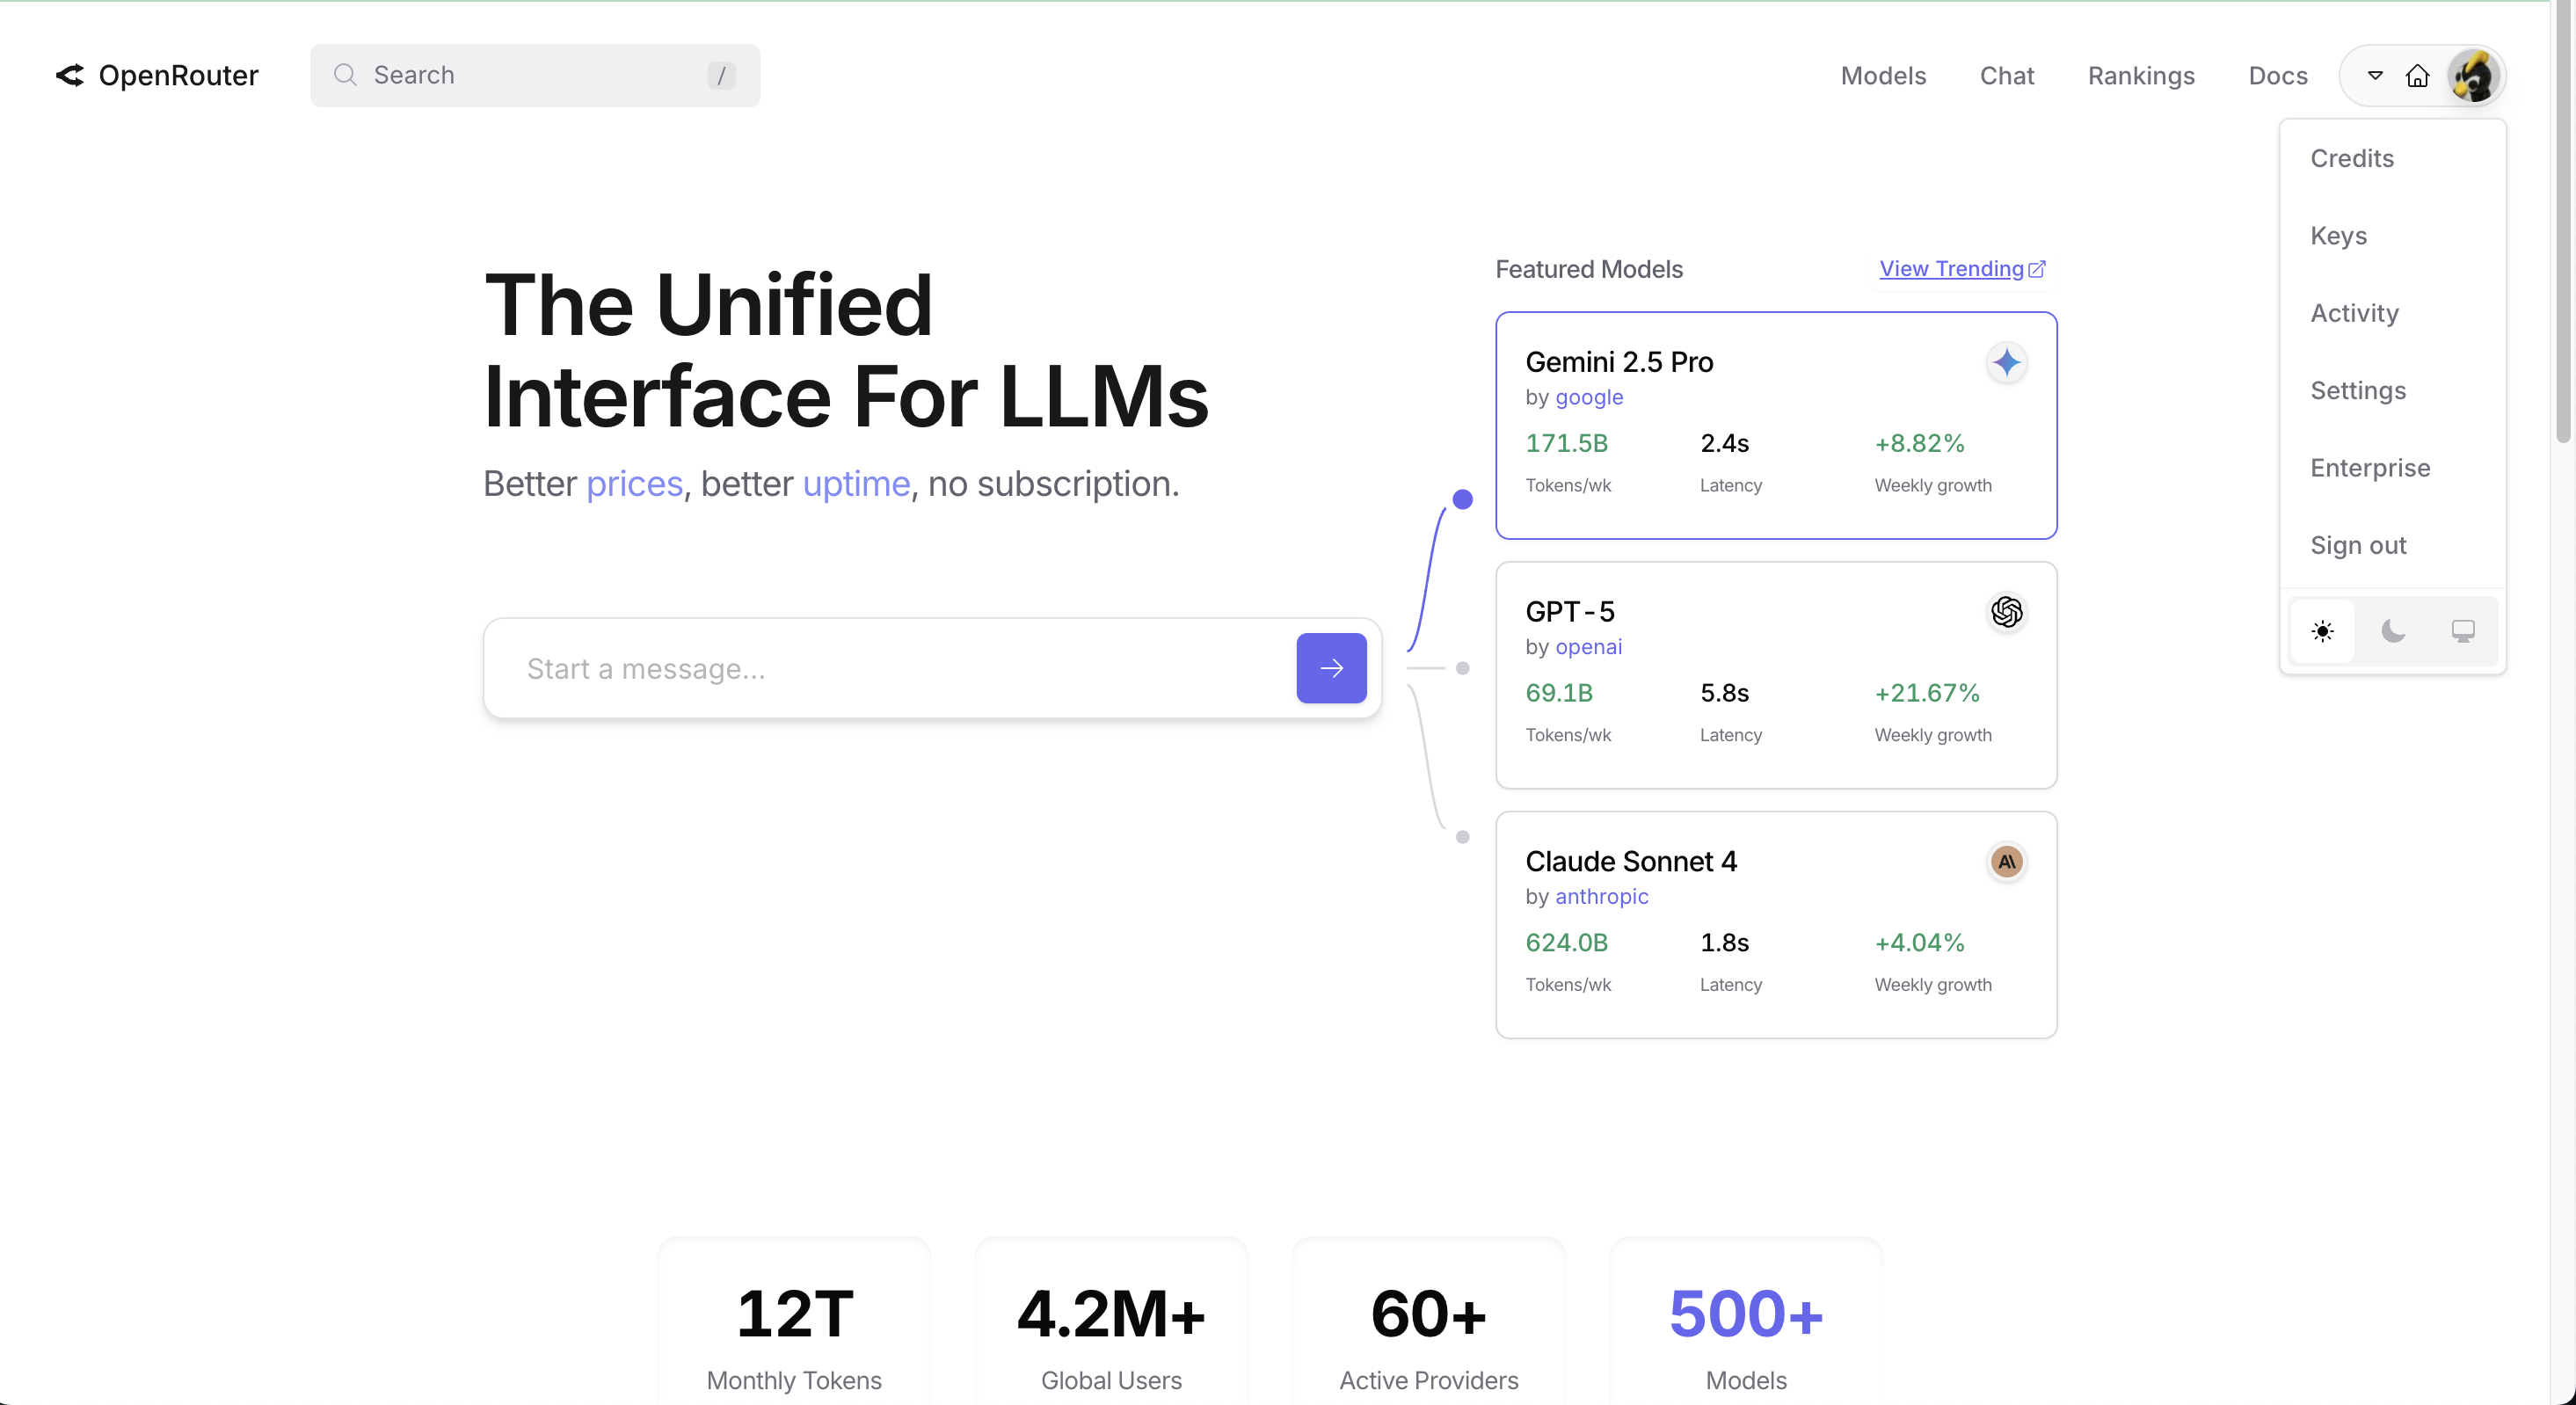 OpenRouter
Search
/
Models
Chat
Rankings
Docs
Credits
Keys
Activity
Settings
Enterprise
Sign out
The Unified
Interface For LLMs
Better prices, better uptime, no subscription.
Start a message...
Featured Models
View Trending
Gemini 2.5 Pro
by google
171.5B 2.4s +8.82%
Tokens/wk Latency Weekly growth
GPT-5
by openai
69.1B 5.8s +21.67%
Tokens/wk Latency Weekly growth
Claude Sonnet 4
by anthropic
624.0B 1.8s +4.04%
Tokens/wk Latency Weekly growth
12T
Monthly Tokens
4.2M+
Global Users
60+
Active Providers
500+
Models